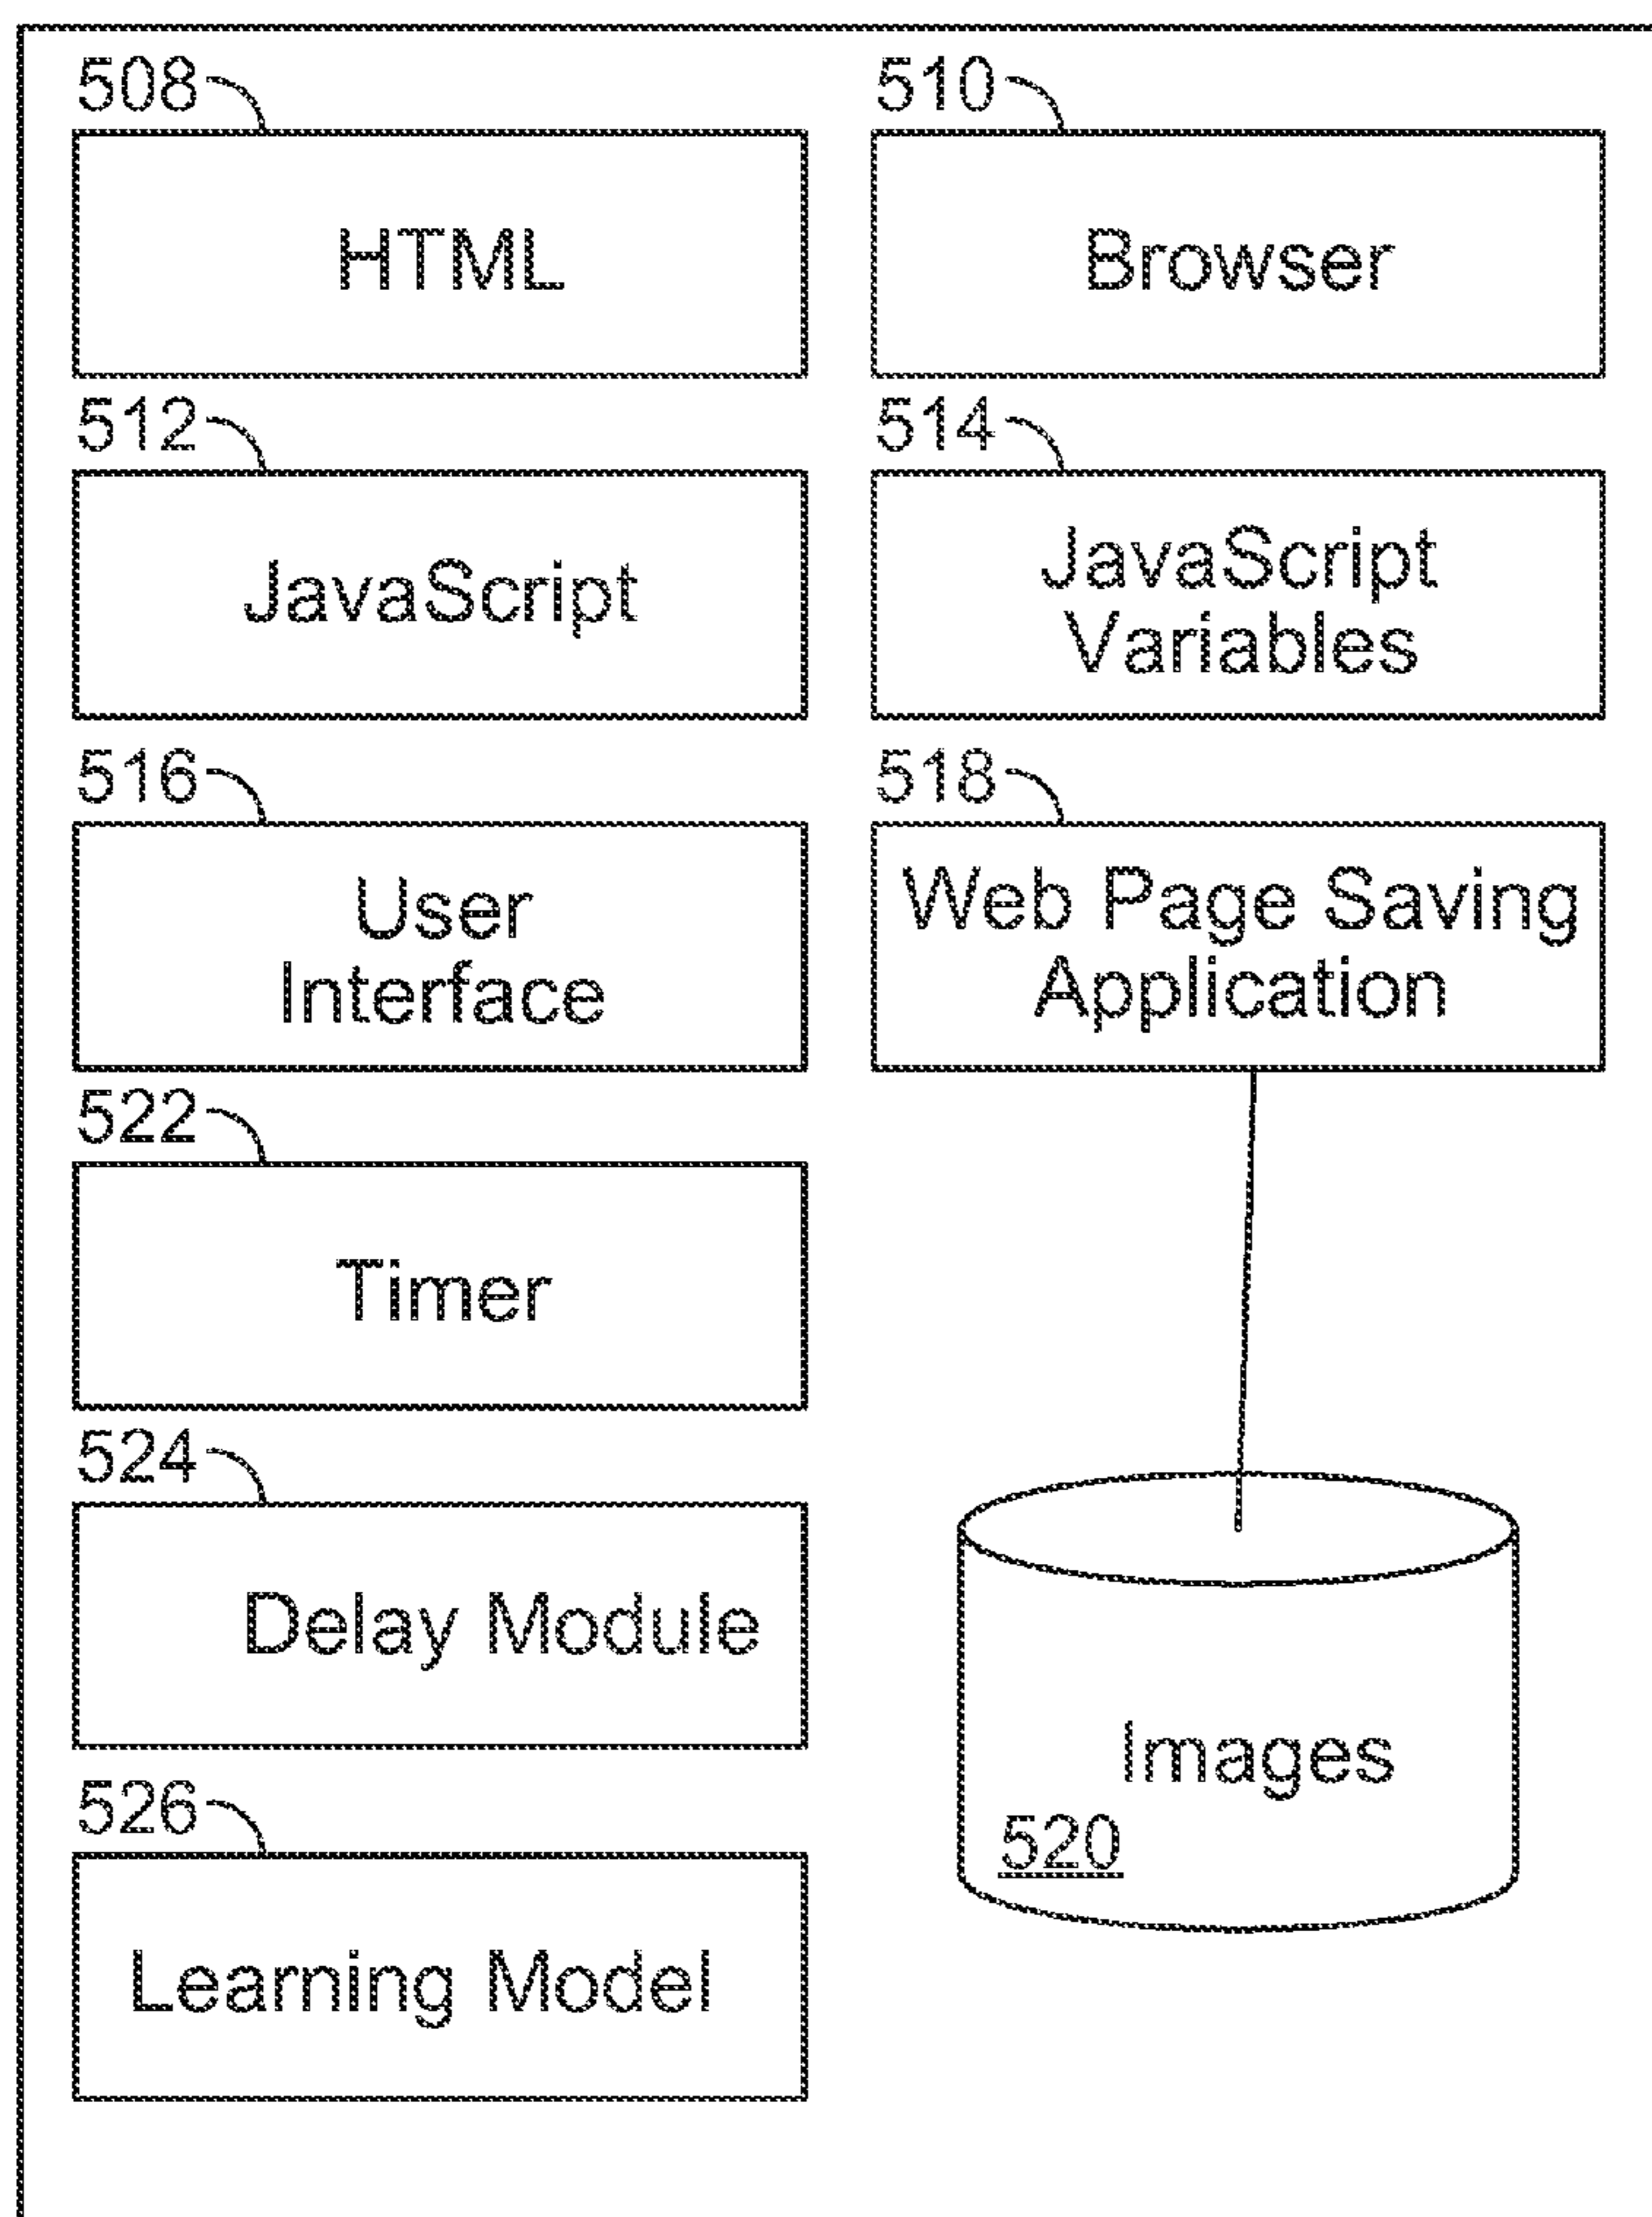 508
510
HTML
Browser
512
514
JavaScript
JavaScript
Variables
516
518
User
Interface
Web Page Saving
Application
522
Timer
524
Delay Module
Images
520
526
Learning Model